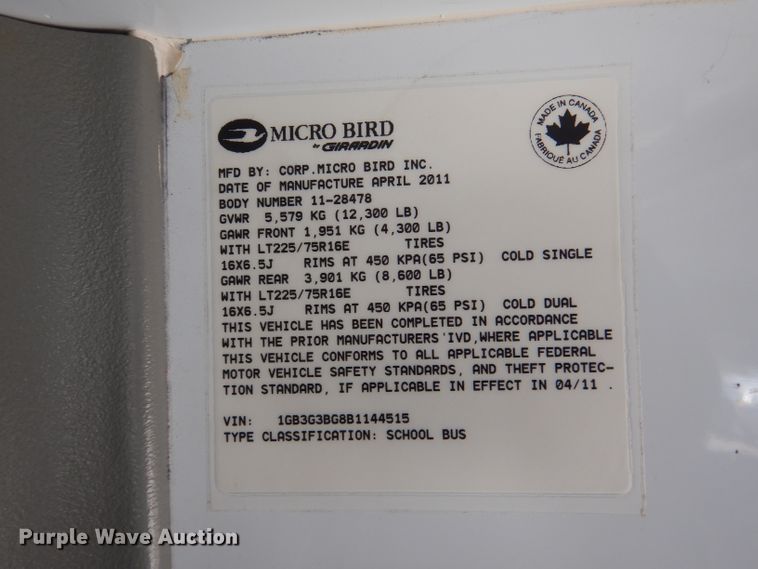 MICRO BIRD
by GIRARDIN
MADE IN CANADA
FABRIQUÉ AU CANADA
MFD BY: CORP.MICRO BIRD INC.
DATE OF MANUFACTURE APRIL 2011
BODY NUMBER 11-28478
GVWR 5,579 KG (12,300 LB)
GAWR FRONT 1,951 KG (4,300 LB)
WITH LT225/75R16E TIRES
16X6.5J RIMS AT 450 KPA(65 PSI) COLD SINGLE
GAWR REAR 3,901 KG (8,600 LB)
WITH LT225/75R16E TIRES
16X6.5J RIMS AT 450 KPA(65 PSI) COLD DUAL
THIS VEHICLE HAS BEEN COMPLETED IN ACCORDANCE
WITH THE PRIOR MANUFACTURERS'IVD,WHERE APPLICABLE
THIS VEHICLE CONFORMS TO ALL APPLICABLE FEDERAL
MOTOR VEHICLE SAFETY STANDARDS, AND THEFT PROTEC-
TION STANDARD, IF APPLICABLE IN EFFECT IN 04/11 .
VIN: 1GB3G3BG8B1144515
TYPE CLASSIFICATION: SCHOOL BUS
Purple Wave Auction